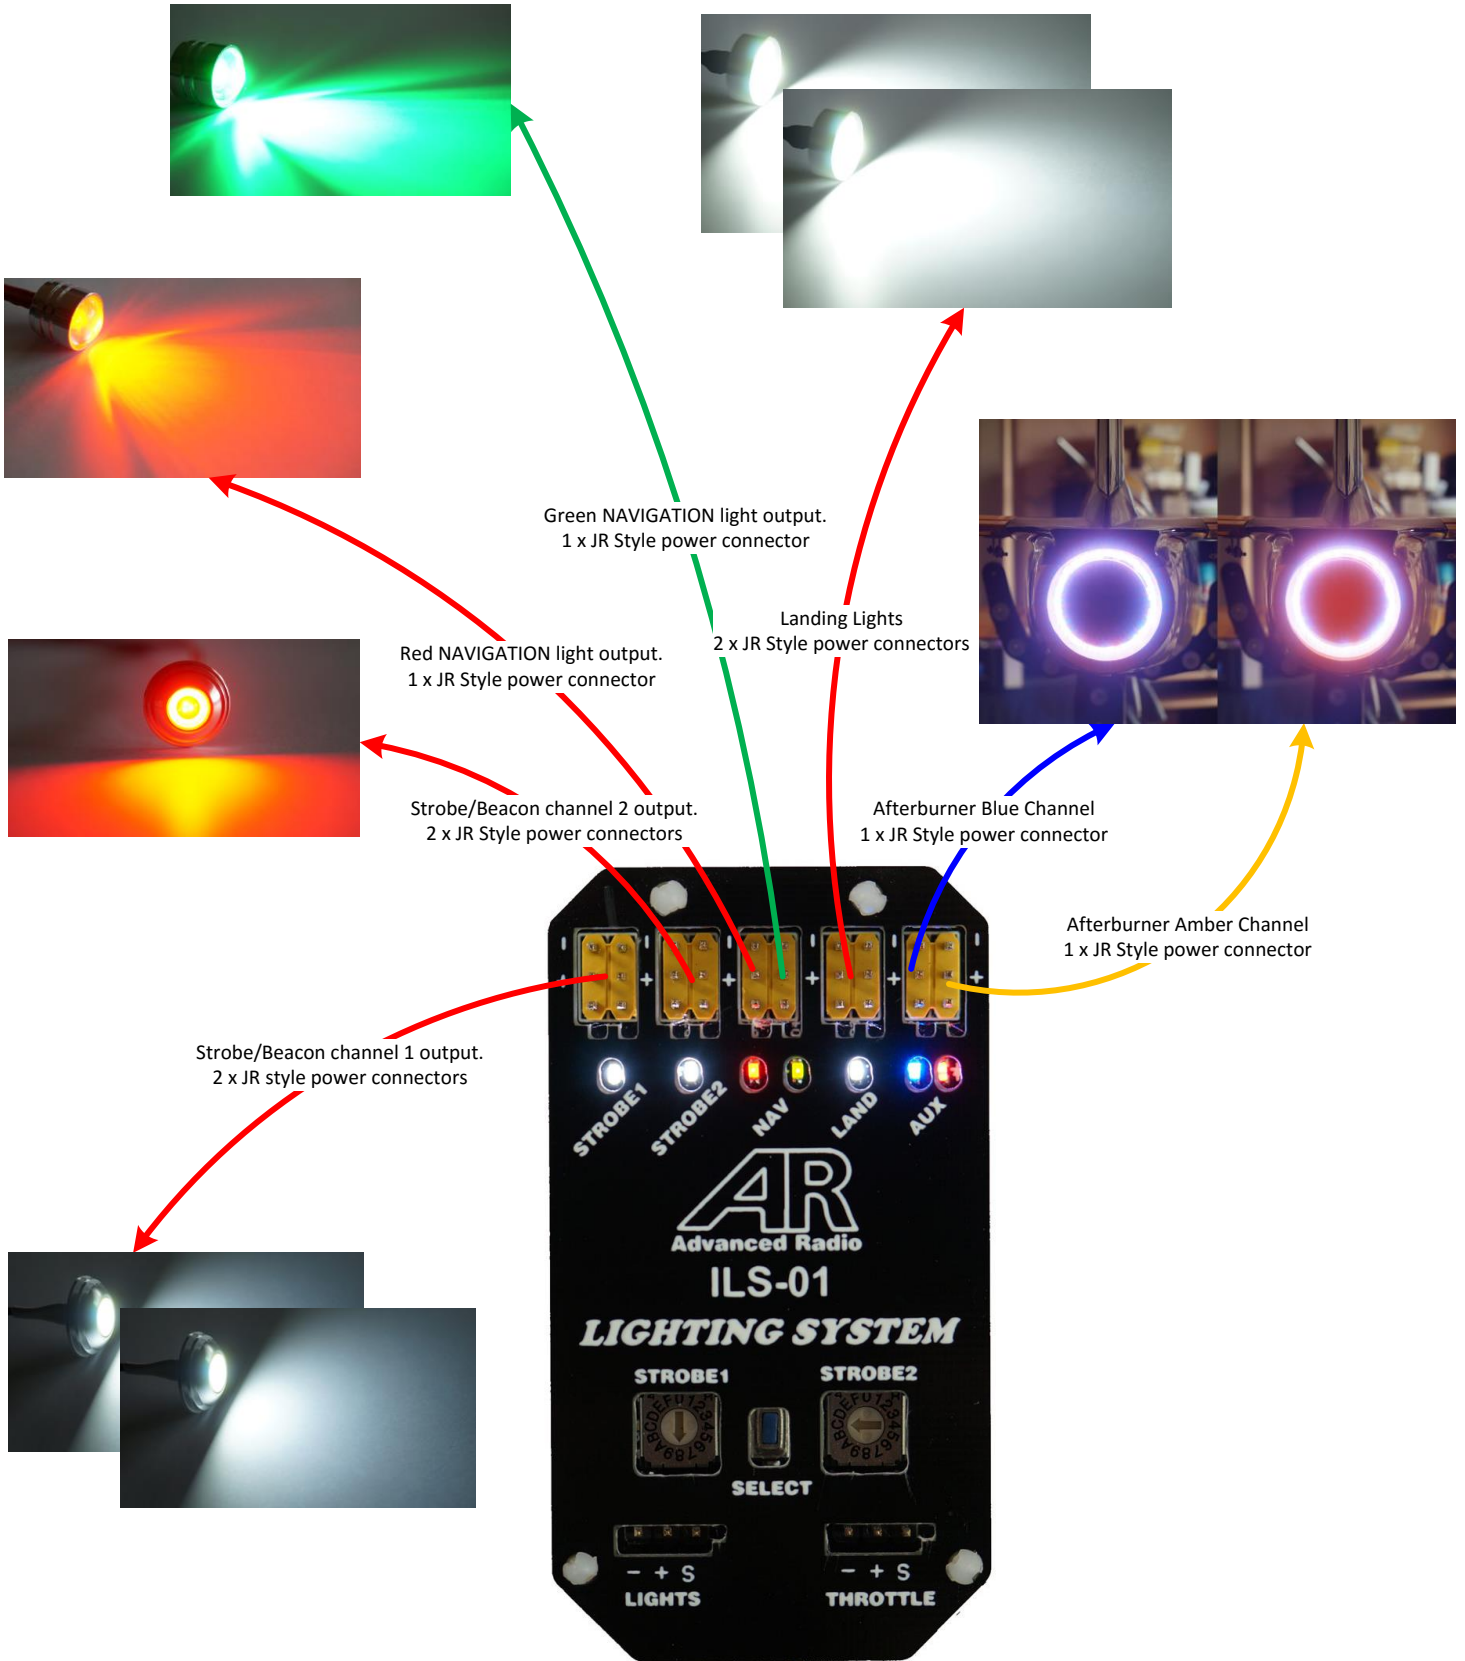 Green NAVIGATION light output.
1 x JR Style power connector
Landing Lights
2 x JR Style power connectors
Red NAVIGATION light output.
1 x JR Style power connector
Strobe/Beacon channel 2 output.
2 x JR Style power connectors
Afterburner Blue Channel
1 x JR Style power connector
Afterburner Amber Channel
1 x JR Style power connector
Strobe/Beacon channel 1 output.
2 x JR style power connectors
- - - - - -
+ + + + + +
STROBE1 STROBE2 NAV LAND AUX
AR
Advanced Radio
ILS-01
LIGHTING SYSTEM
STROBE1 STROBE2
SELECT
- + S - + S
LIGHTS THROTTLE